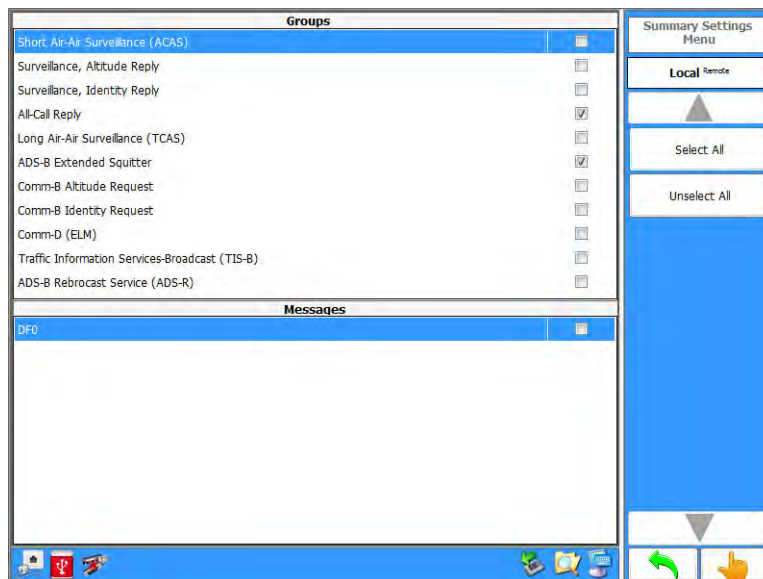 Groups
Short Air-Air Surveillance (ACAS)
Surveillance, Altitude Reply
Surveillance, Identity Reply
All-Call Reply
Long Air-Air Surveillance (TCAS)
ADS-B Extended Squitter
Comm-B Altitude Request
Comm-B Identity Request
Comm-D (ELM)
Traffic Information Services-Broadcast (TIS-B)
ADS-B Rebrocast Service (ADS-R)
Messages
DF0
Summary Settings
Menu
Local Remote
Select All
Unselect All